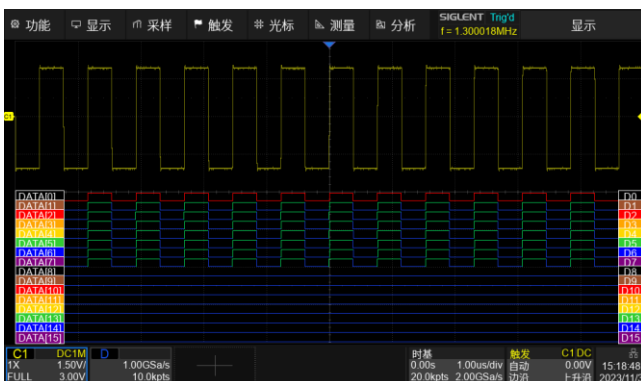 功能 显示 采样 触发 光标 测量 分析 SIGLENT Trig'd 显示
f = 1.300018MHz
C1
DATA[0] D0
DATA[1] D1
DATA[2] D2
DATA[3] D3
DATA[4] D4
DATA[5] D5
DATA[6] D6
DATA[7] D7
DATA[8] D8
DATA[9] D9
DATA[10] D10
DATA[11] D11
DATA[12] D12
DATA[13] D13
DATA[14] D14
DATA[15] D15
C1 DC1M D 时基 触发 C1 DC
1X 1.50V/ 1.00GSa/s 0.00s 1.00us/div 自动 0.00V 15:18:48
FULL 3.00V 10.0kpts 20.0kpts 2.00GSa/s 边沿 上升沿 2023/11/